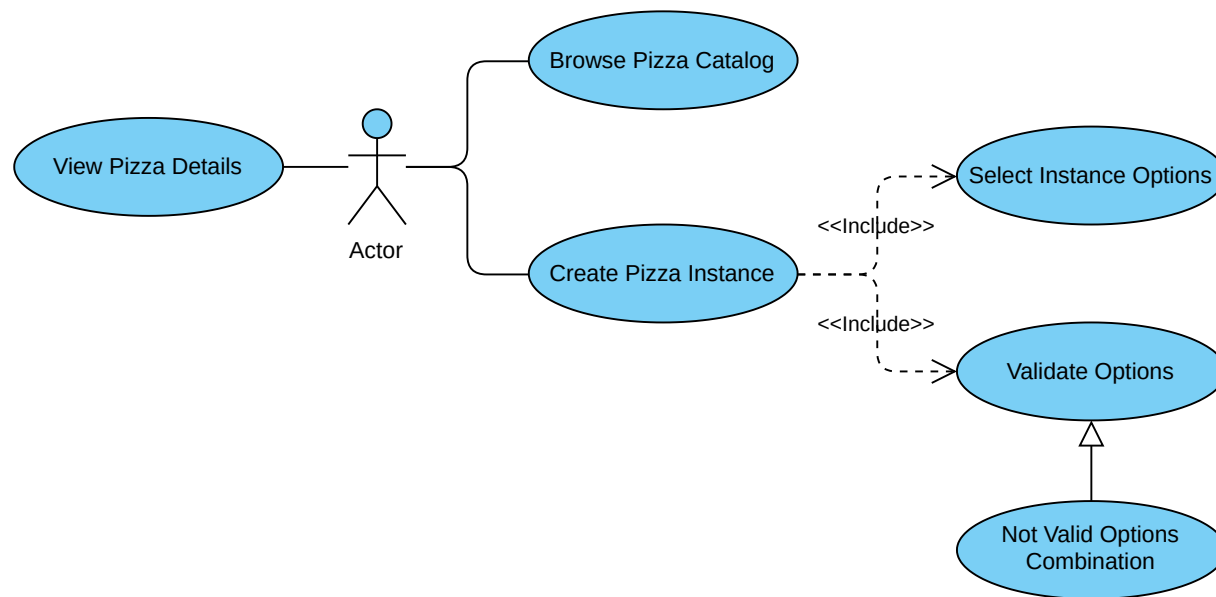 Browse Pizza Catalog
View Pizza Details
Select Instance Options
<<Include>>
Actor
Create Pizza Instance
<<Include>>
Validate Options
Not Valid Options
Combination